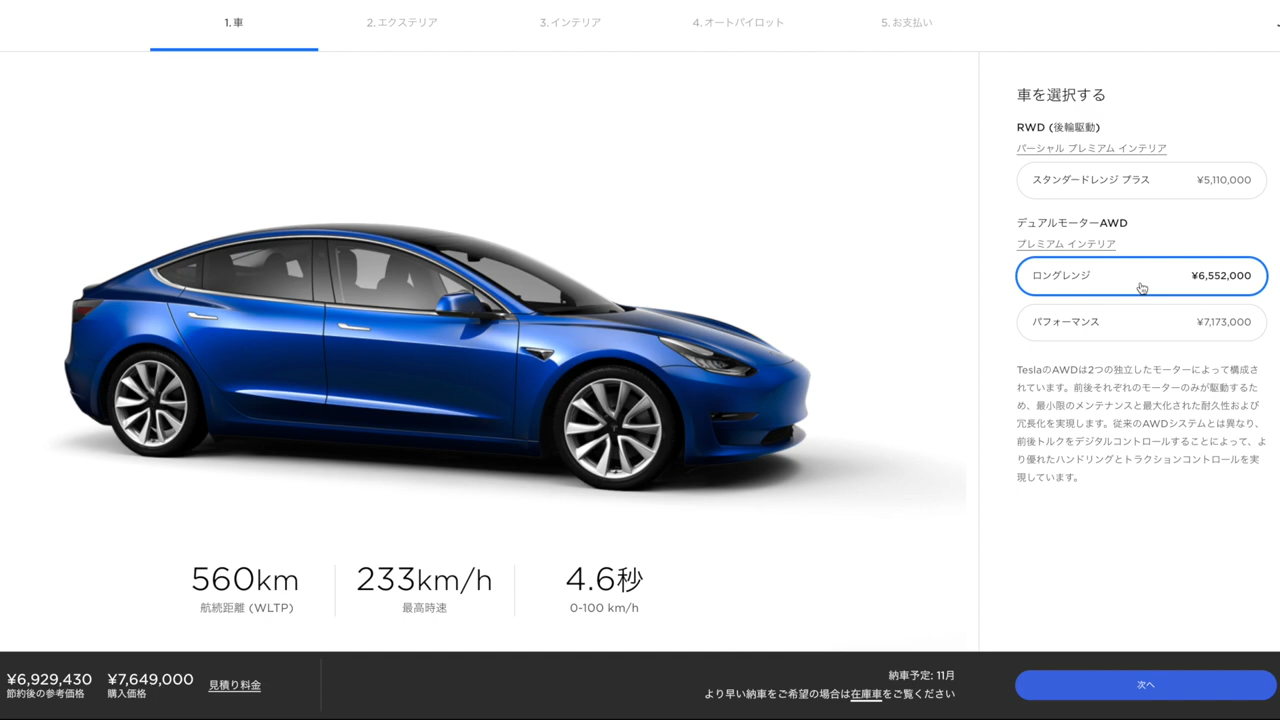 1. 車
2. エクステリア
3. インテリア
4. オートパイロット
5. お支払い
車を選択する
RWD (後輪駆動)
パーシャル プレミアム インテリア
スタンダードレンジ プラス ¥5,110,000
デュアルモーターAWD
プレミアム インテリア
ロングレンジ ¥6,552,000
パフォーマンス ¥7,173,000
TeslaのAWDは2つの独立したモーターによって構成さ
れています。前後それぞれのモーターのみが駆動するた
め、最小限のメンテナンスと最大化された耐久性および
冗長化を実現します。従来のAWDシステムとは異なり、
前後トルクをデジタルコントロールすることによって、よ
り優れたハンドリングとトラクションコントロールを実
現しています。
560km
航続距離 (WLTP)
233km/h
最高時速
4.6秒
0-100 km/h
¥6,929,430
節約後の参考価格
¥7,649,000
購入価格
見積り料金
納車予定: 11月
より早い納車をご希望の場合は在庫車をご覧ください
次へ